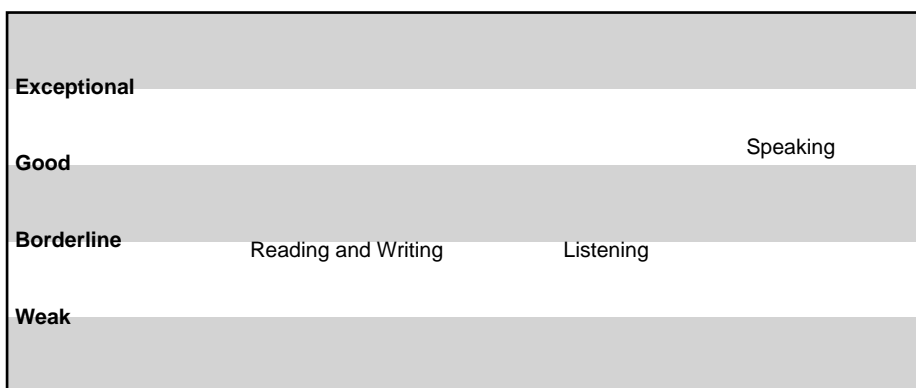 Exceptional
Speaking
Good
Borderline
Reading and Writing Listening
Weak